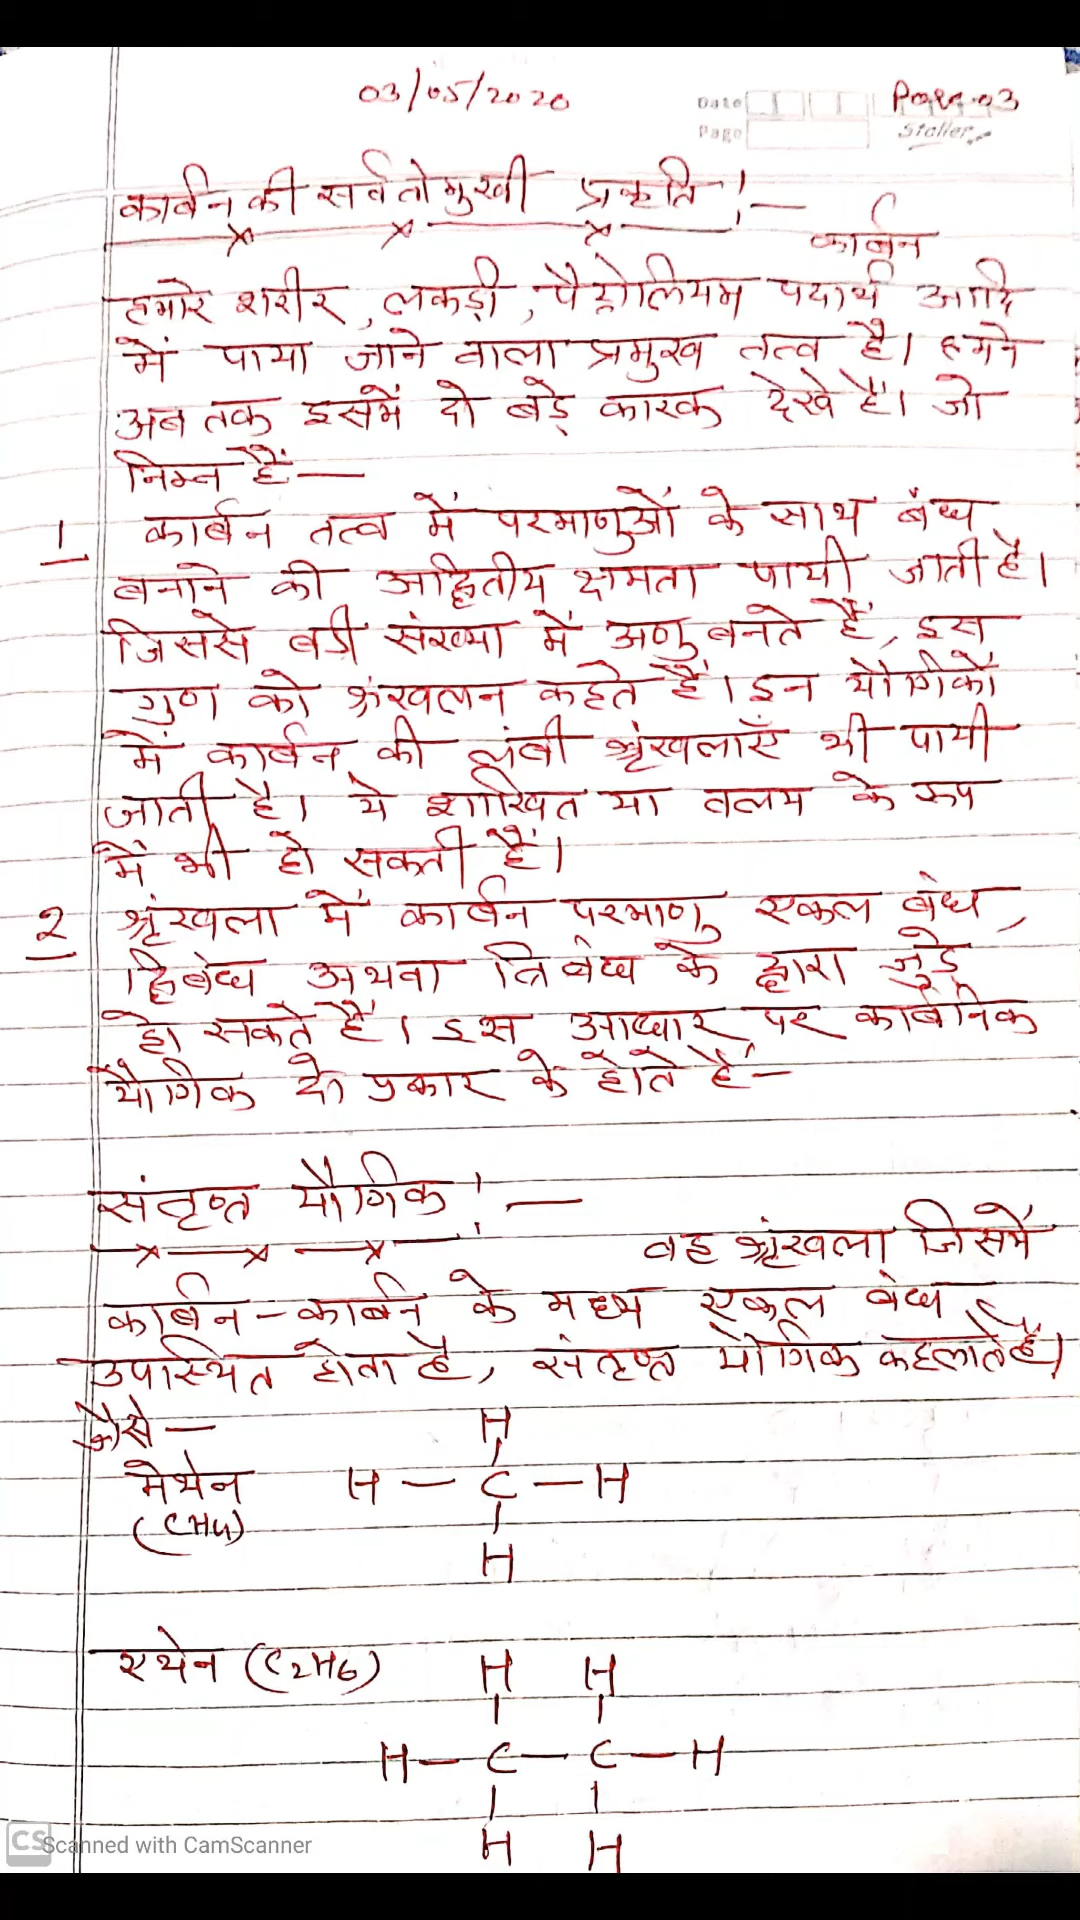 03/05/2020
Date
Page
Page-03
कार्बन की सर्वतोमुखी प्रकृति :-
कार्बन
हमारे शरीर, लकड़ी, पैट्रोलियम पदार्थ आदि
में पाया जाने वाला प्रमुख तत्व है। हमने
अब तक इसमें दो बड़े कारक देखे हैं। जो
निम्न हैं—
1 कार्बन तत्व में परमाणुओं के साथ बंध
बनाने की अद्वितीय क्षमता पायी जाती है।
जिससे बड़ी संख्या में अणु बनते हैं, इस
गुण को श्रंखलन कहते हैं। इन यौगिकों
में कार्बन की लंबी श्रृंखलाएँ भी पायी
जाती है। ये शाखित या वलय के रूप
में भी हो सकती हैं।
2 श्रृंखला में कार्बन परमाणु एकल बंध,
द्विबंध अथवा त्रिबंध के द्वारा जुड़े
हो सकते हैं। इस आधार पर कार्बनिक
यौगिक दो प्रकार के होते हैं—
संतृप्त यौगिक :—
वह श्रृंखला जिसमें
कार्बन-कार्बन के मध्य एकल बंध
उपस्थित होता है, संतृप्त यौगिक कहलाते हैं।
जैसे— H
मेथेन H — C — H
(CH4)
H
एथेन (C2H6) H H
H — C — C — H
H H
CS Scanned with CamScanner